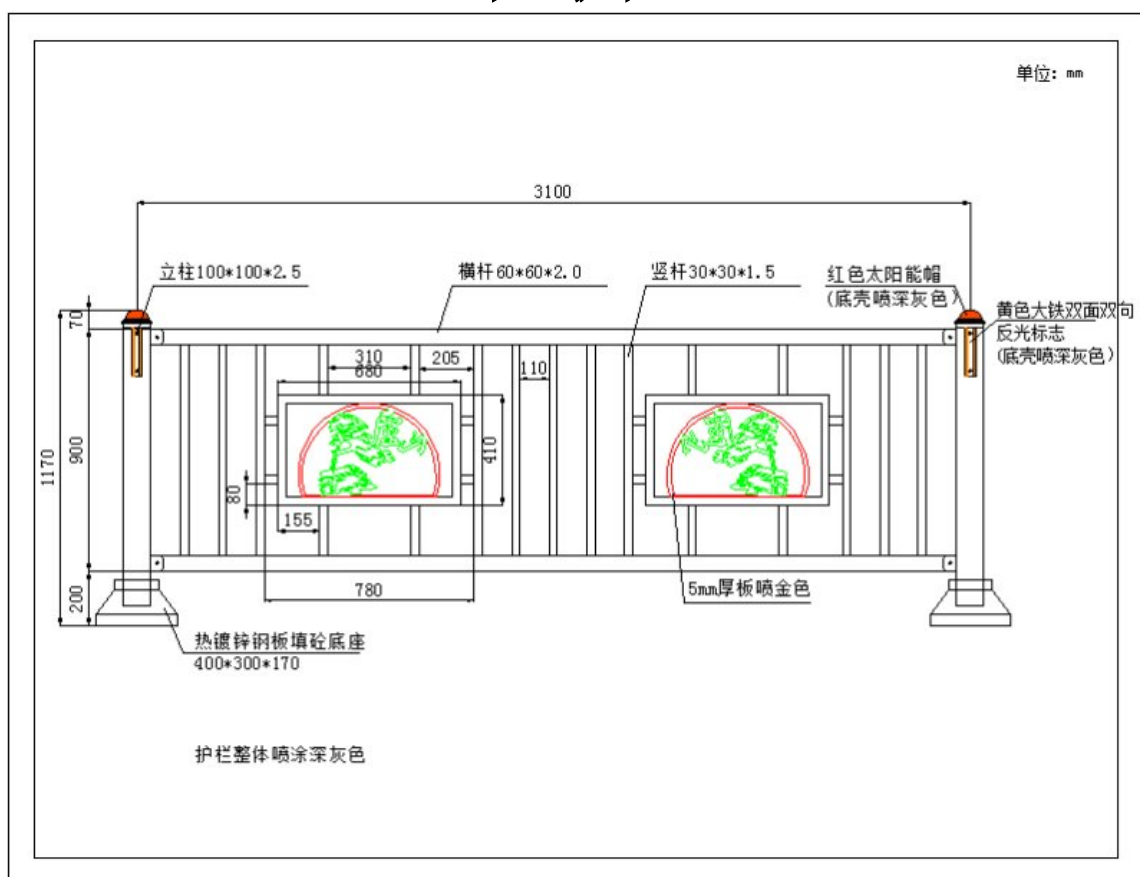 单位: mm
3100
立柱100*100*2.5
横杆60*60*2.0
竖杆30*30*1.5
红色太阳能帽
(底壳喷深灰色)
黄色大铁双面双向
反光标志
(底壳喷深灰色)
70
310
680
205
110
1170
900
410
80
155
780
200
5mm厚板喷金色
热镀锌钢板填砼底座
400*300*170
护栏整体喷涂深灰色